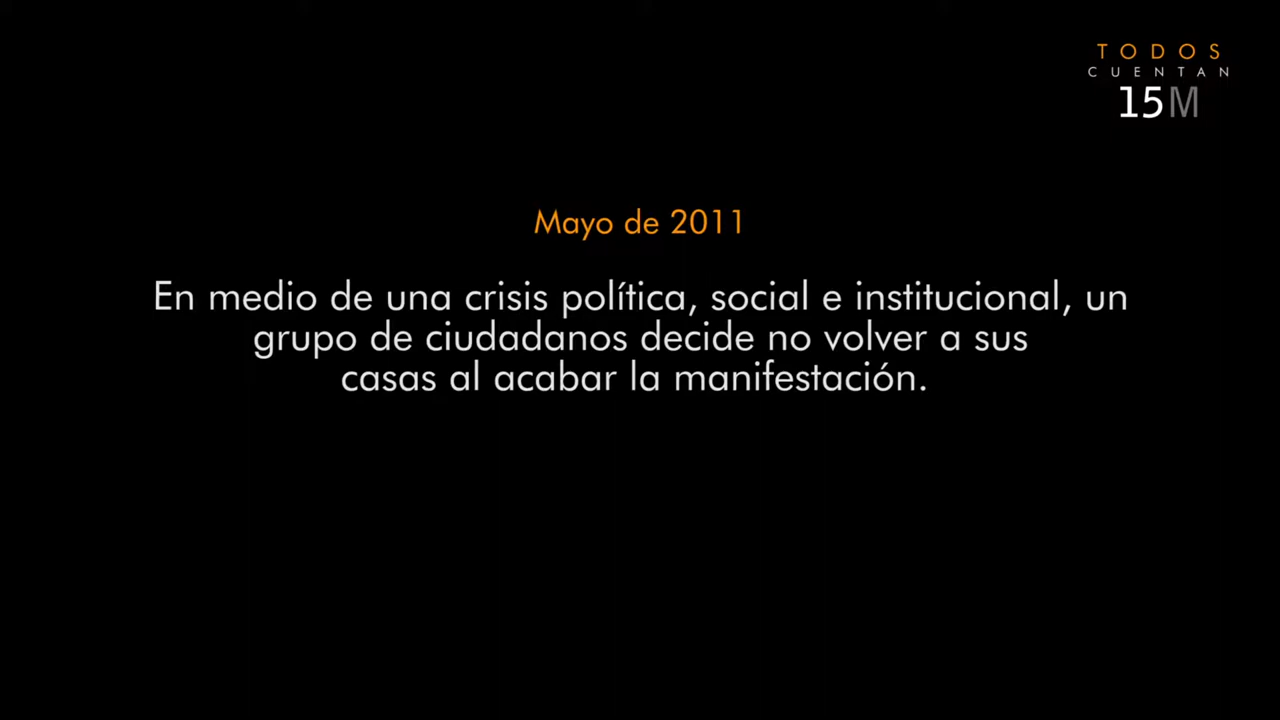 TODOS
CUENTAN
15M
Mayo de 2011
En medio de una crisis política, social e institucional, un
grupo de ciudadanos decide no volver a sus
casas al acabar la manifestación.